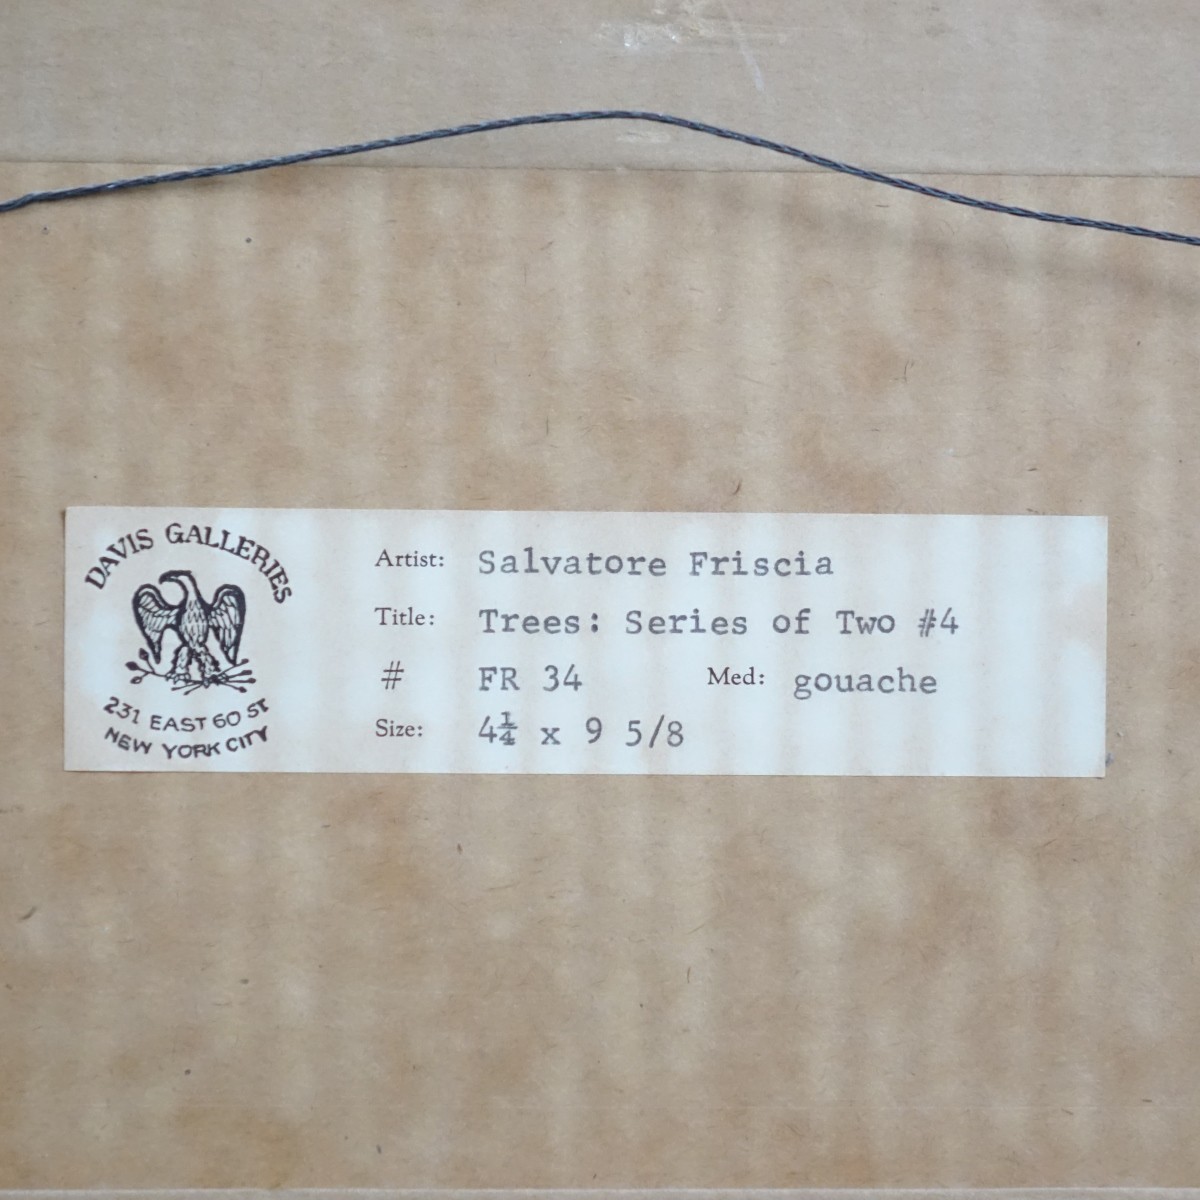 DAVIS GALLERIES
231 EAST 60 ST
NEW YORK CITY
Artist: Salvatore Friscia
Title: Trees: Series of Two #4
# FR 34 Med: gouache
Size: 4¼ x 9 5/8